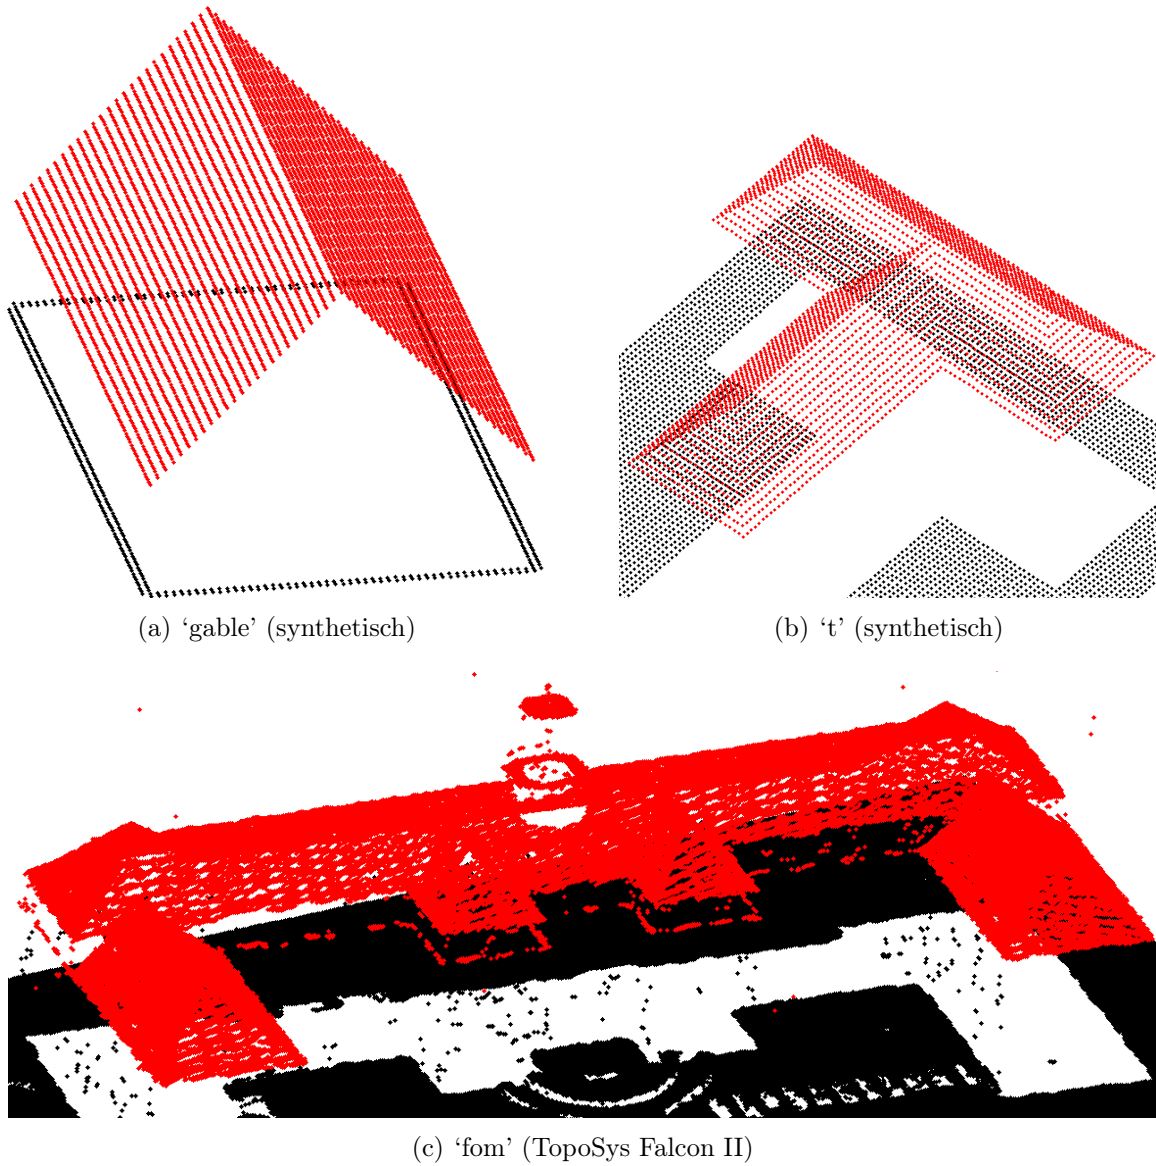 (a) ‘gable’ (synthetisch)
(b) ‘t’ (synthetisch)
(c) ‘fom’ (TopoSys Falcon II)